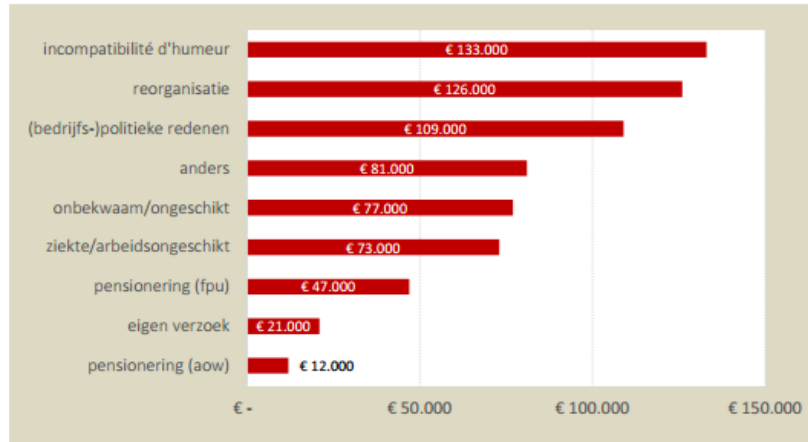 incompatibilité d'humeur € 133.000
reorganisatie € 126.000
(bedrijfs-)politieke redenen € 109.000
anders € 81.000
onbekwaam/ongeschikt € 77.000
ziekte/arbeidsongeschikt € 73.000
pensionering (fpu) € 47.000
eigen verzoek € 21.000
pensionering (aow) € 12.000
€ - € 50.000 € 100.000 € 150.000